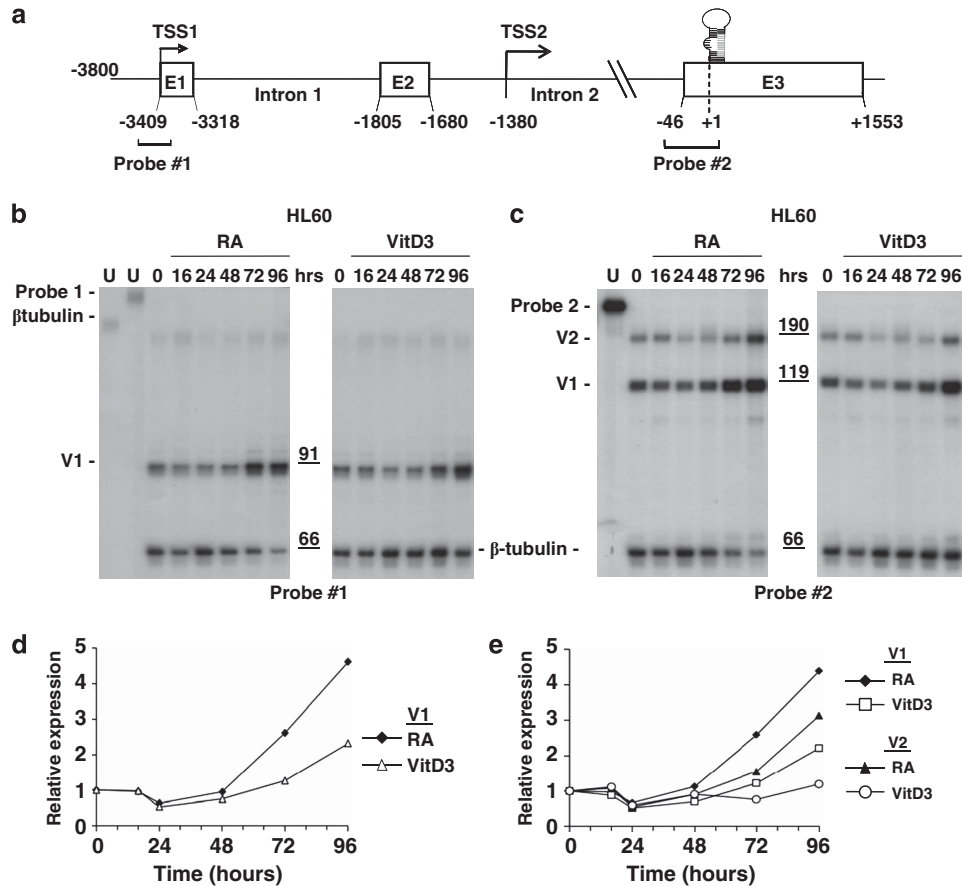 a
TSS1
TSS2
-3800
E1
Intron 1
E2
Intron 2
E3
-3409
-3318
-1805
-1680
-1380
-46
+1
+1553
Probe #1
Probe #2
b
HL60
RA
VitD3
U U 0 16 24 48 72 96 hrs 0 16 24 48 72 96
Probe 1 -
βtubulin -
V1 -
91
66
- β-tubulin -
Probe #1
c
HL60
RA
VitD3
U 0 16 24 48 72 96 hrs 0 16 24 48 72 96
Probe 2 -
V2 -
190
V1 -
119
66
Probe #2
d
Relative expression
5
4
3
2
1
0
0 24 48 72 96
Time (hours)
V1
RA
VitD3
e
Relative expression
5
4
3
2
1
0
0 24 48 72 96
Time (hours)
V1
RA
VitD3
V2
RA
VitD3